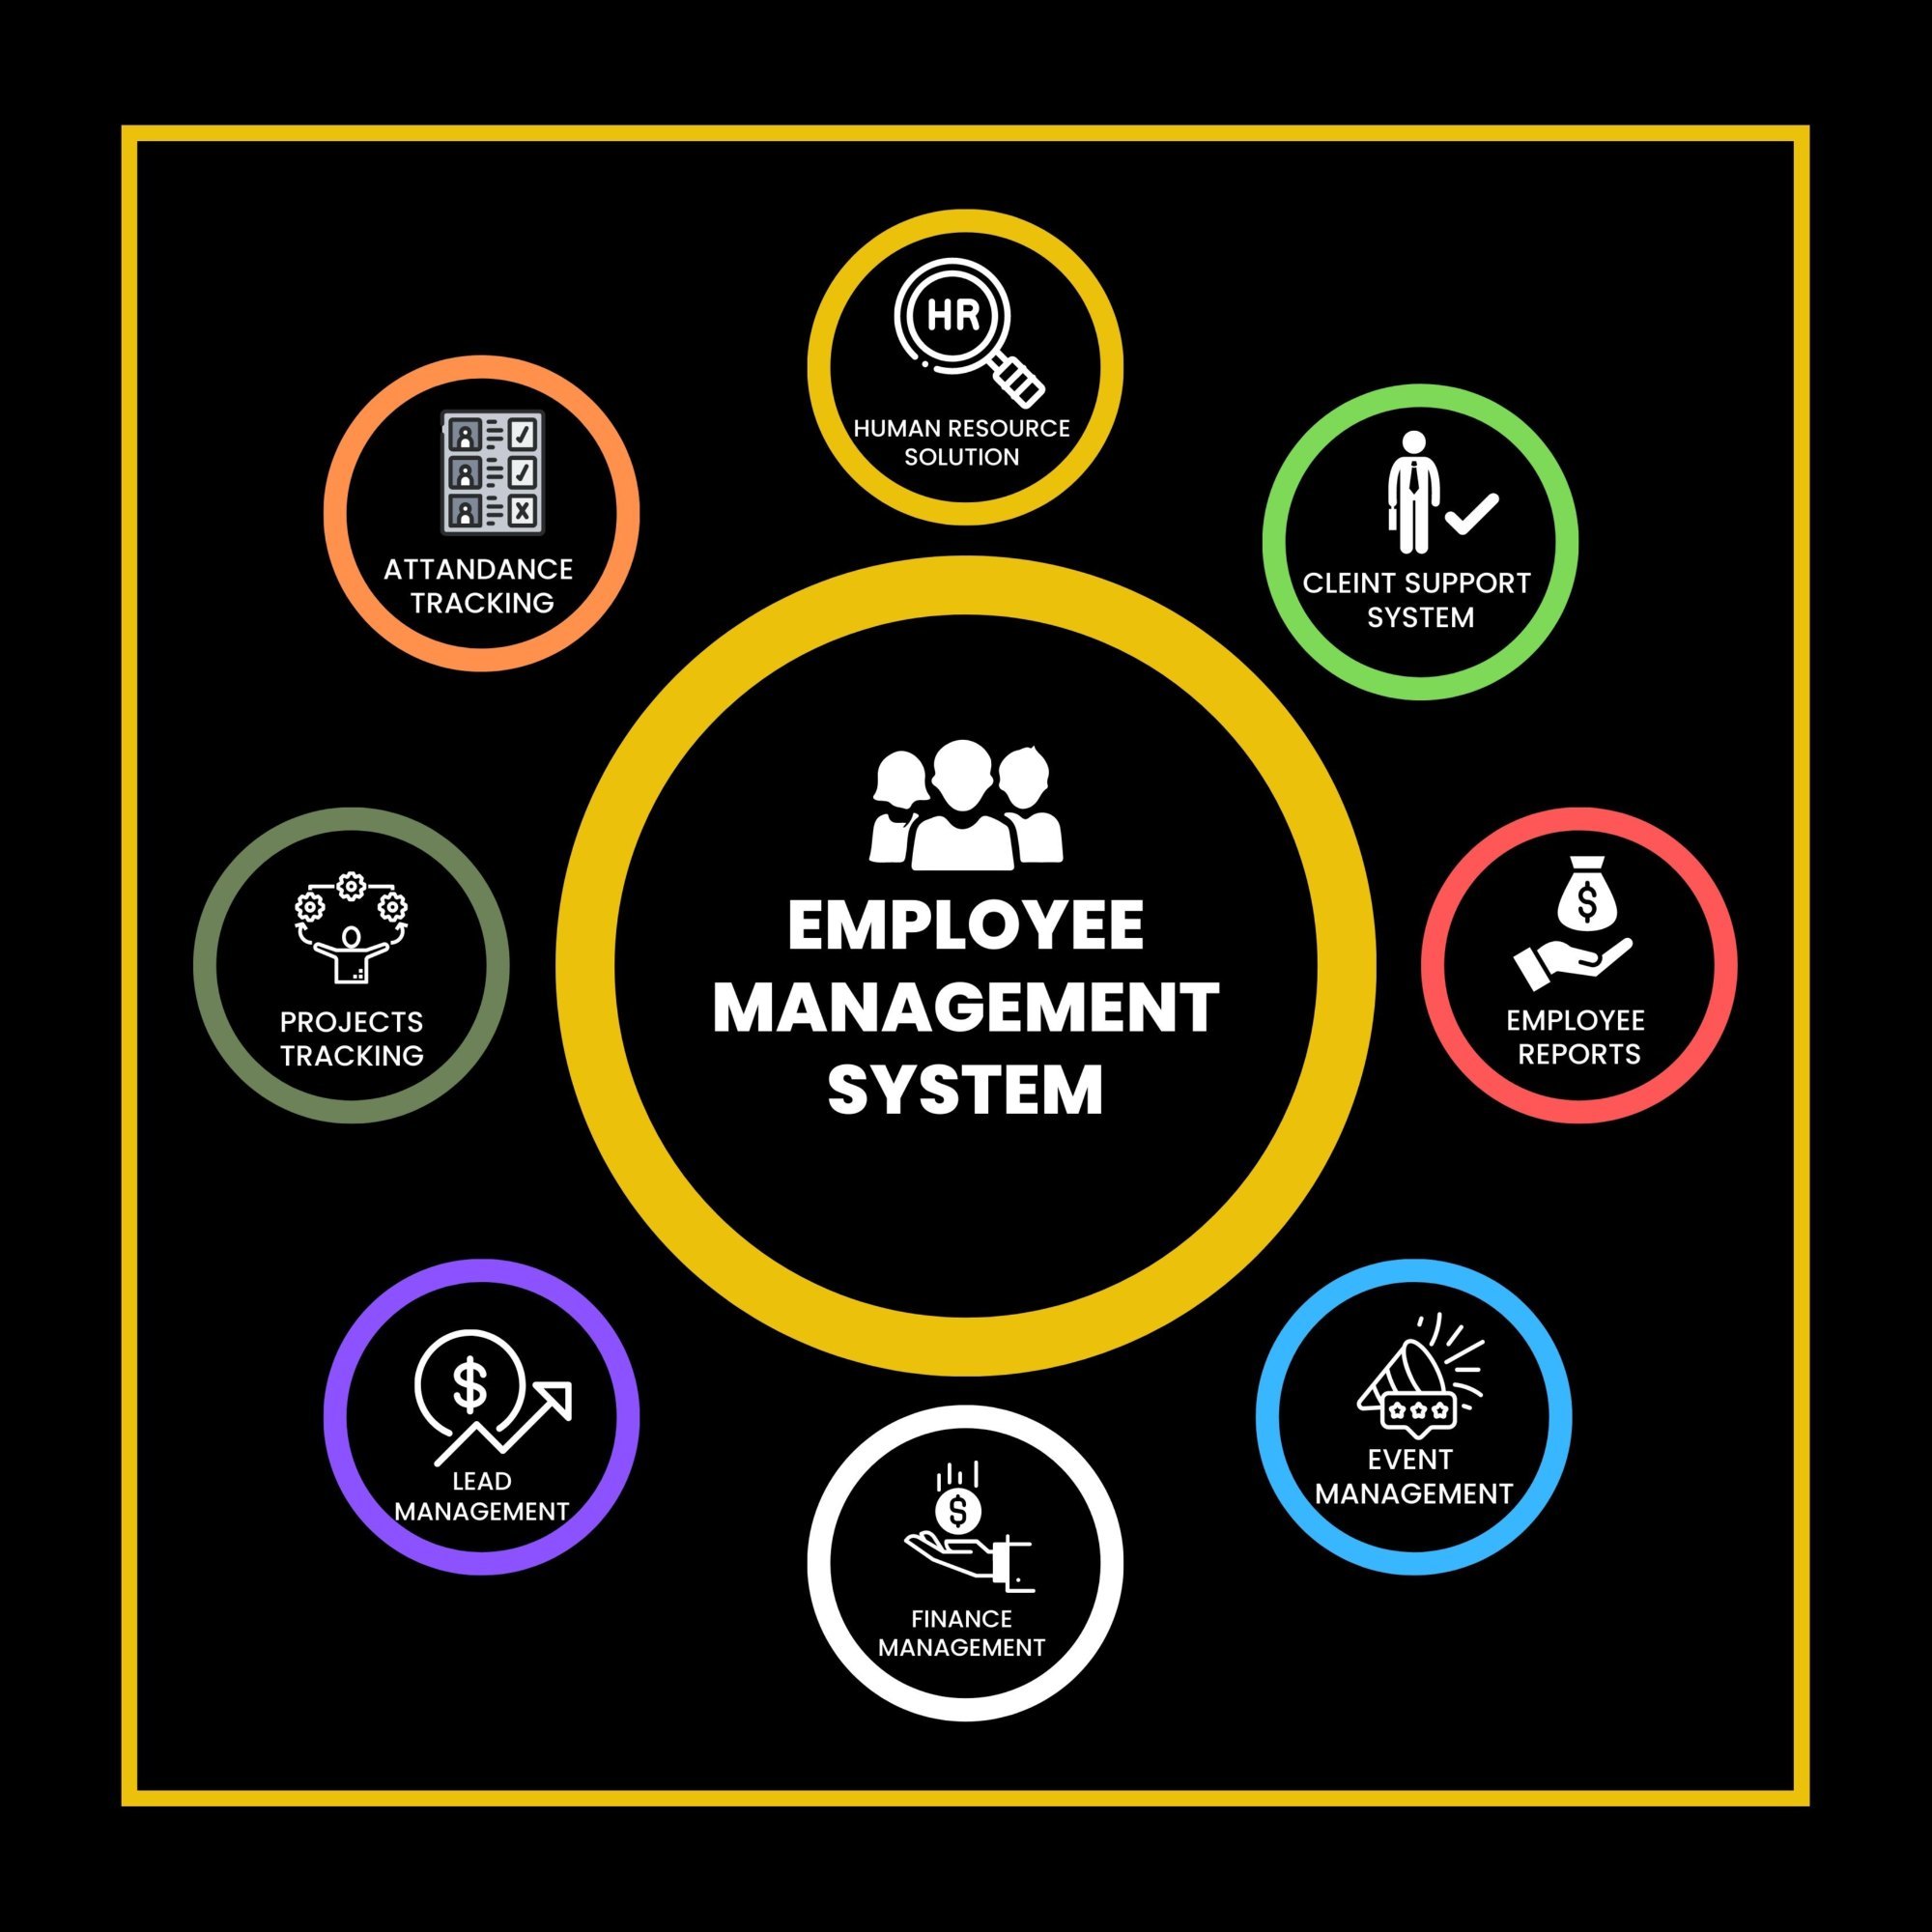 HR
HUMAN RESOURCE
SOLUTION
ATTANDANCE
TRACKING
CLEINT SUPPORT
SYSTEM
EMPLOYEE
MANAGEMENT
SYSTEM
PROJECTS
TRACKING
$
EMPLOYEE
REPORTS
$
LEAD
MANAGEMENT
EVENT
MANAGEMENT
$
FINANCE
MANAGEMENT